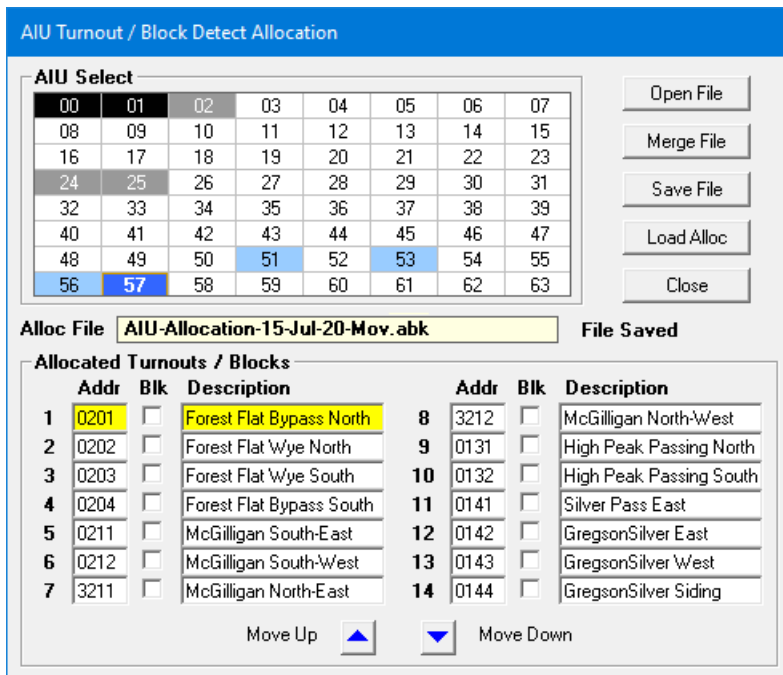 AIU Turnout / Block Detect Allocation
AIU Select
00 01 02 03 04 05 06 07
08 09 10 11 12 13 14 15
16 17 18 19 20 21 22 23
24 25 26 27 28 29 30 31
32 33 34 35 36 37 38 39
40 41 42 43 44 45 46 47
48 49 50 51 52 53 54 55
56 57 58 59 60 61 62 63
Open File
Merge File
Save File
Load Alloc
Close
Alloc File AIU-Allocation-15-Jul-20-Mov.abk File Saved
Allocated Turnouts / Blocks
Addr Blk Description
1 0201 Forest Flat Bypass North
2 0202 Forest Flat Wye North
3 0203 Forest Flat Wye South
4 0204 Forest Flat Bypass South
5 0211 McGilligan South-East
6 0212 McGilligan South-West
7 3211 McGilligan North-East
Addr Blk Description
8 3212 McGilligan North-West
9 0131 High Peak Passing North
10 0132 High Peak Passing South
11 0141 Silver Pass East
12 0142 GregsonSilver East
13 0143 GregsonSilver West
14 0144 GregsonSilver Siding
Move Up Move Down